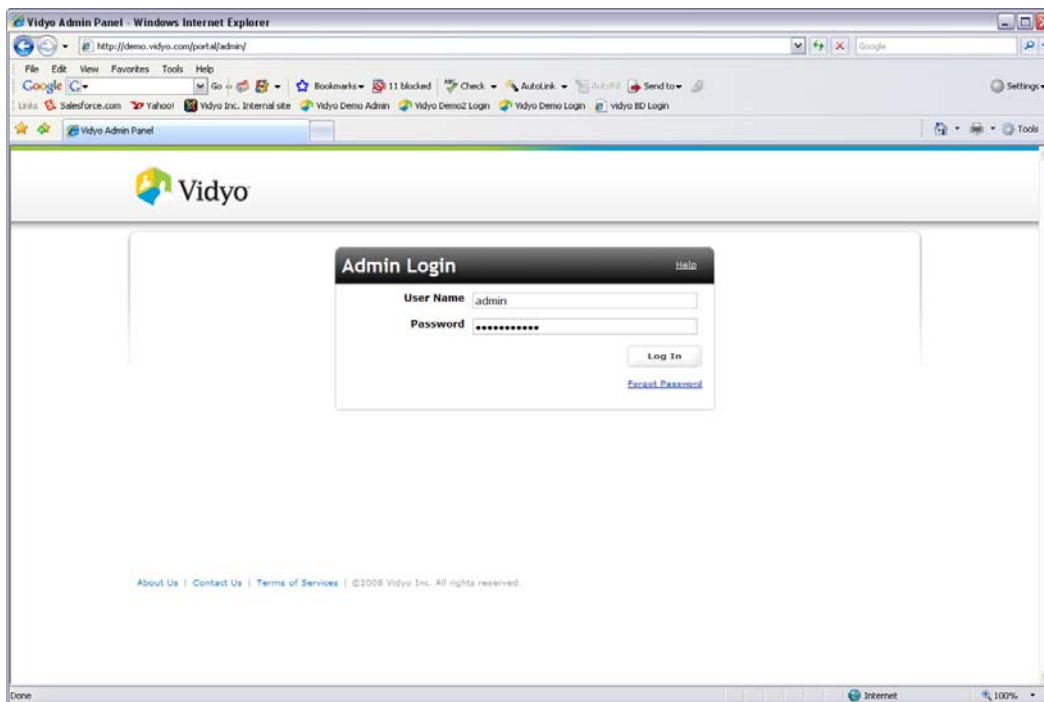 Vidyo Admin Panel - Windows Internet Explorer
http://demo.vidyo.com/portal/admin/
Google
File Edit View Favorites Tools Help
Google G Go Bookmarks 11 blocked Check AutoLink AutoFill Send to Settings
Links Salesforce.com Yahoo! Vidyo Inc. Internal site Vidyo Demo Admin Vidyo Demo2 Login Vidyo Demo Login vidyo BD Login
Vidyo Admin Panel Tools
Vidyo
Admin Login Help
User Name admin
Password •••••••••••
Log In
Forgot Password
About Us | Contact Us | Terms of Services | ©2008 Vidyo Inc. All rights reserved.
Done Internet 100%